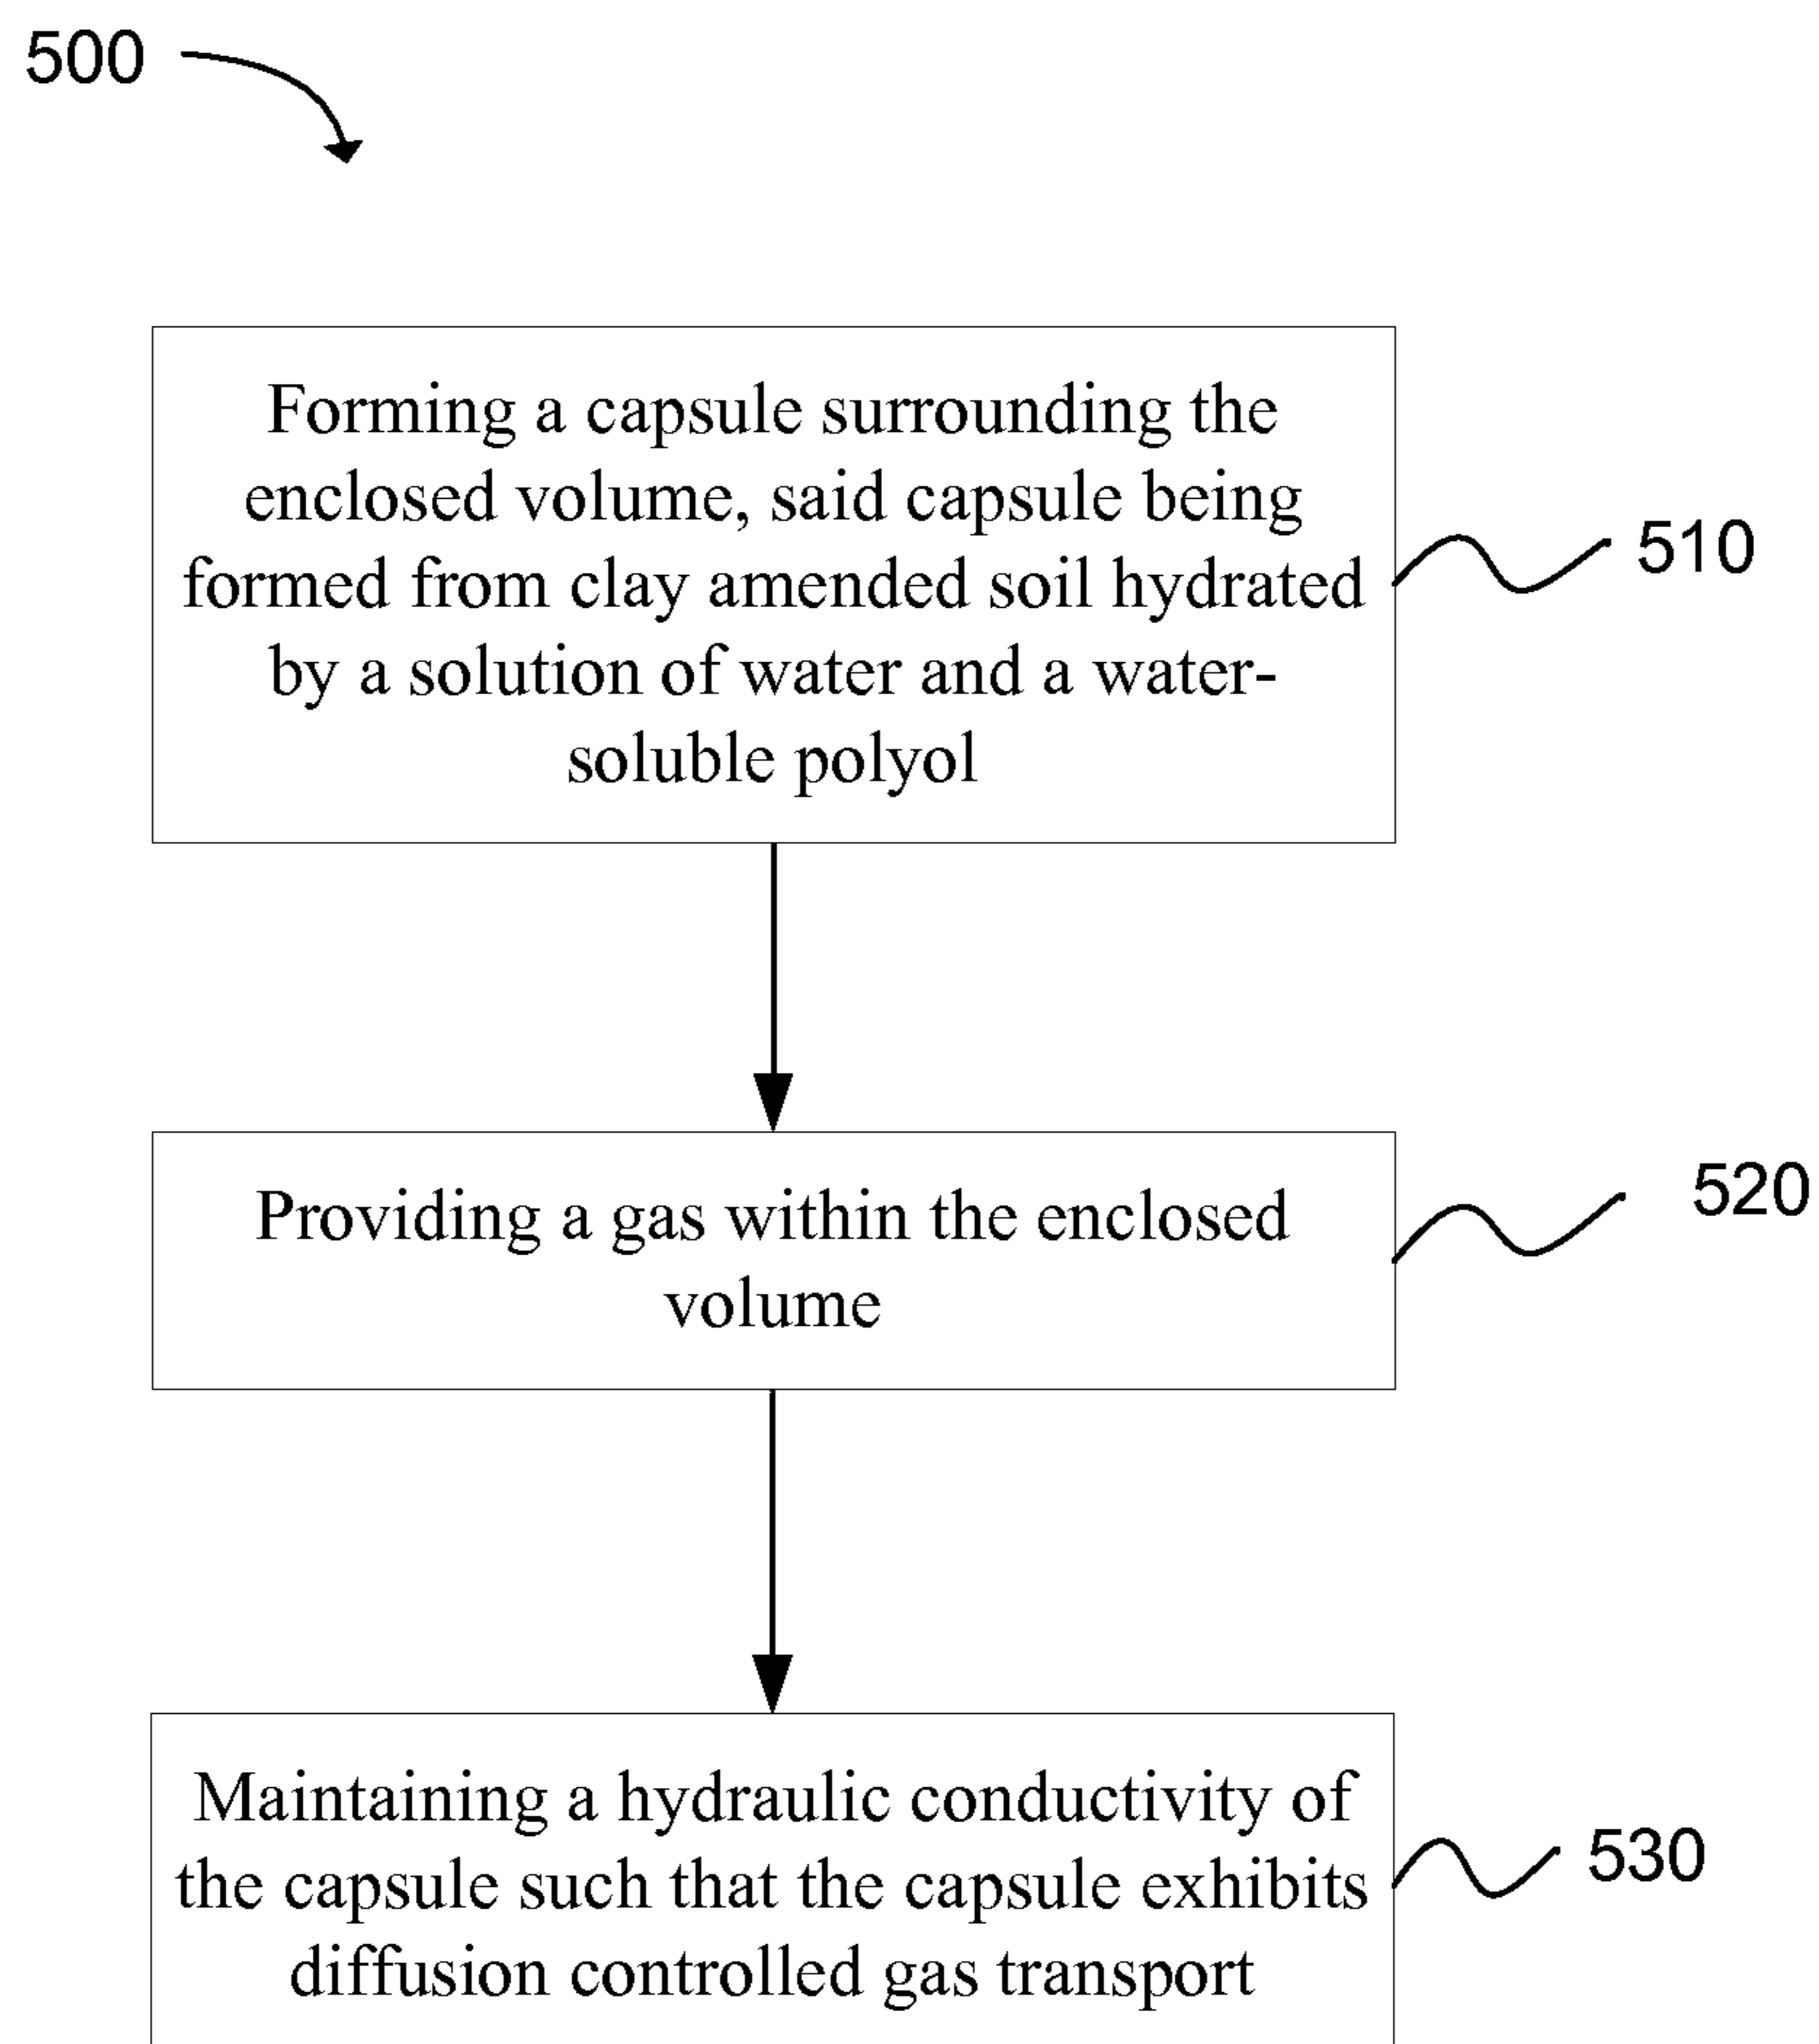 500
Forming a capsule surrounding the
enclosed volume, said capsule being
formed from clay amended soil hydrated
by a solution of water and a water-
soluble polyol
510
Providing a gas within the enclosed
volume
520
Maintaining a hydraulic conductivity of
the capsule such that the capsule exhibits
diffusion controlled gas transport
530